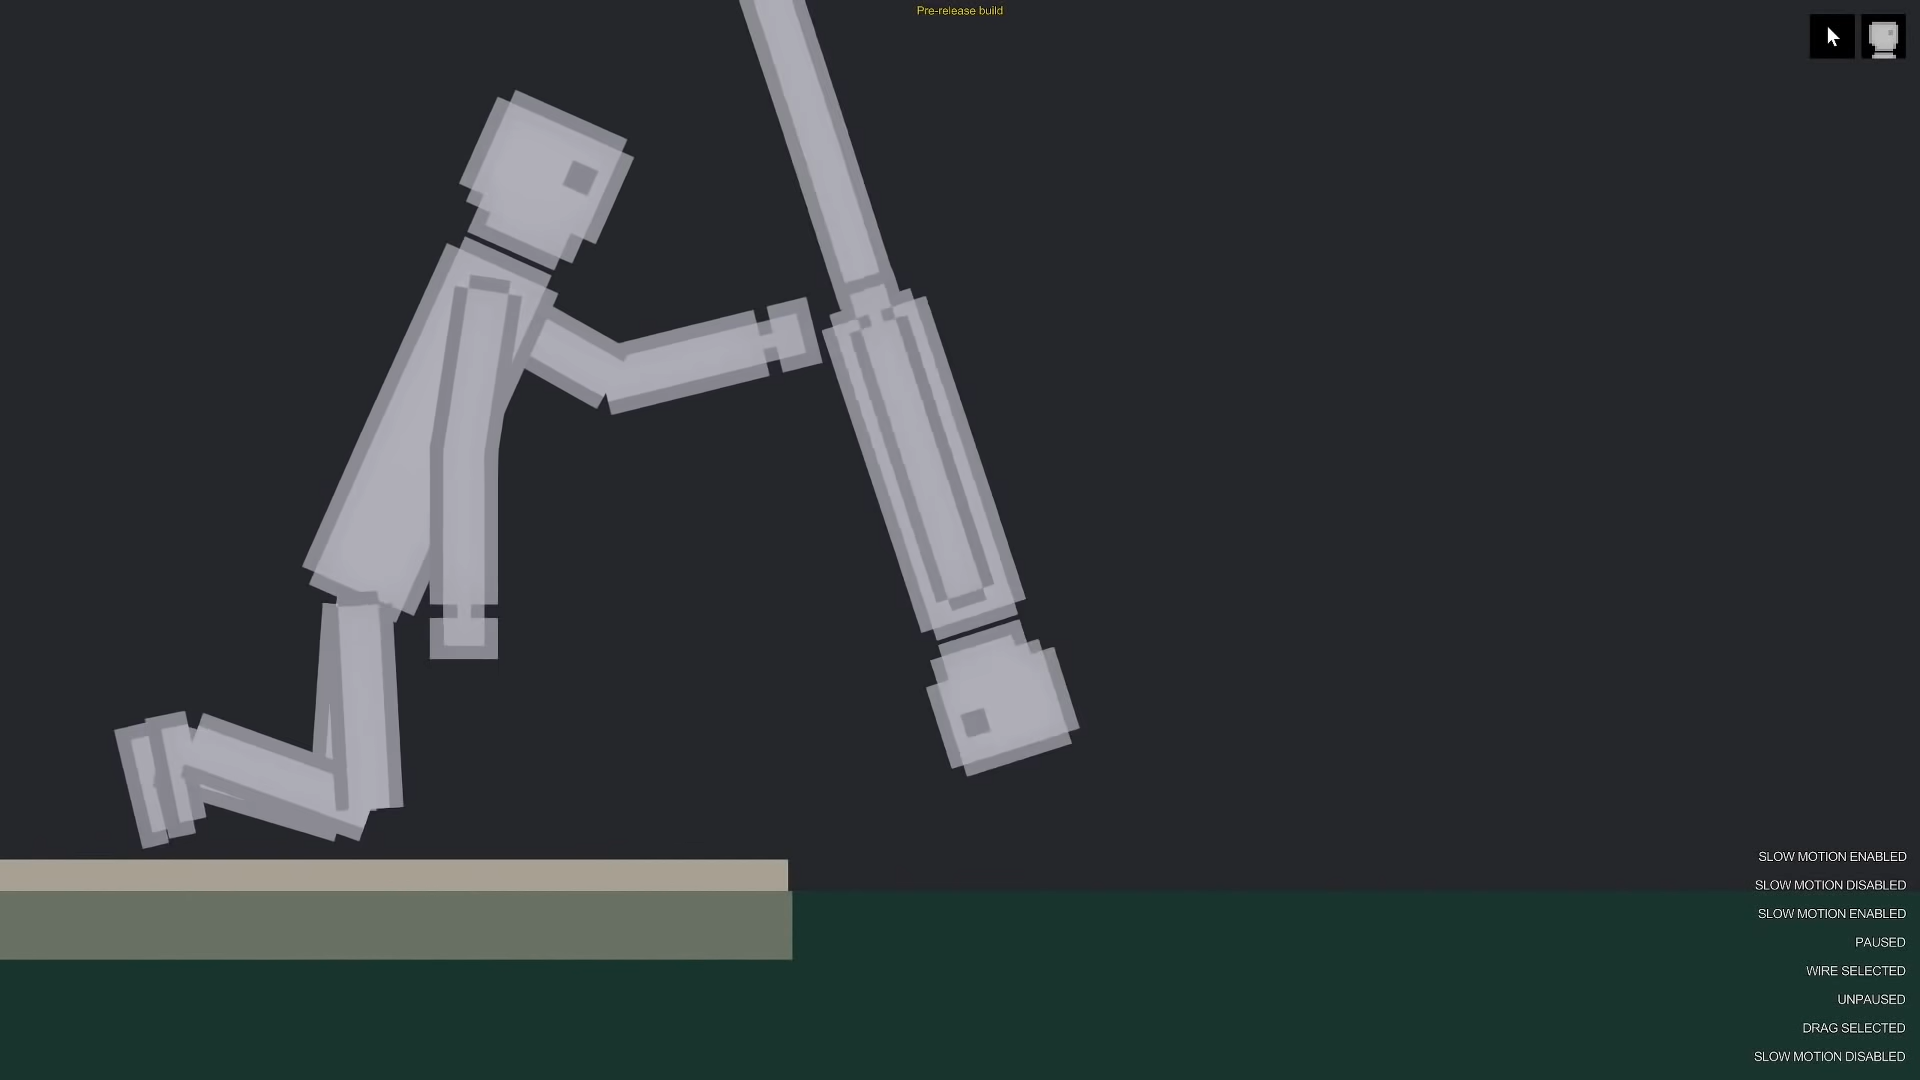 Pre-release build
SLOW MOTION ENABLED
SLOW MOTION DISABLED
SLOW MOTION ENABLED
PAUSED
WIRE SELECTED
UNPAUSED
DRAG SELECTED
SLOW MOTION DISABLED